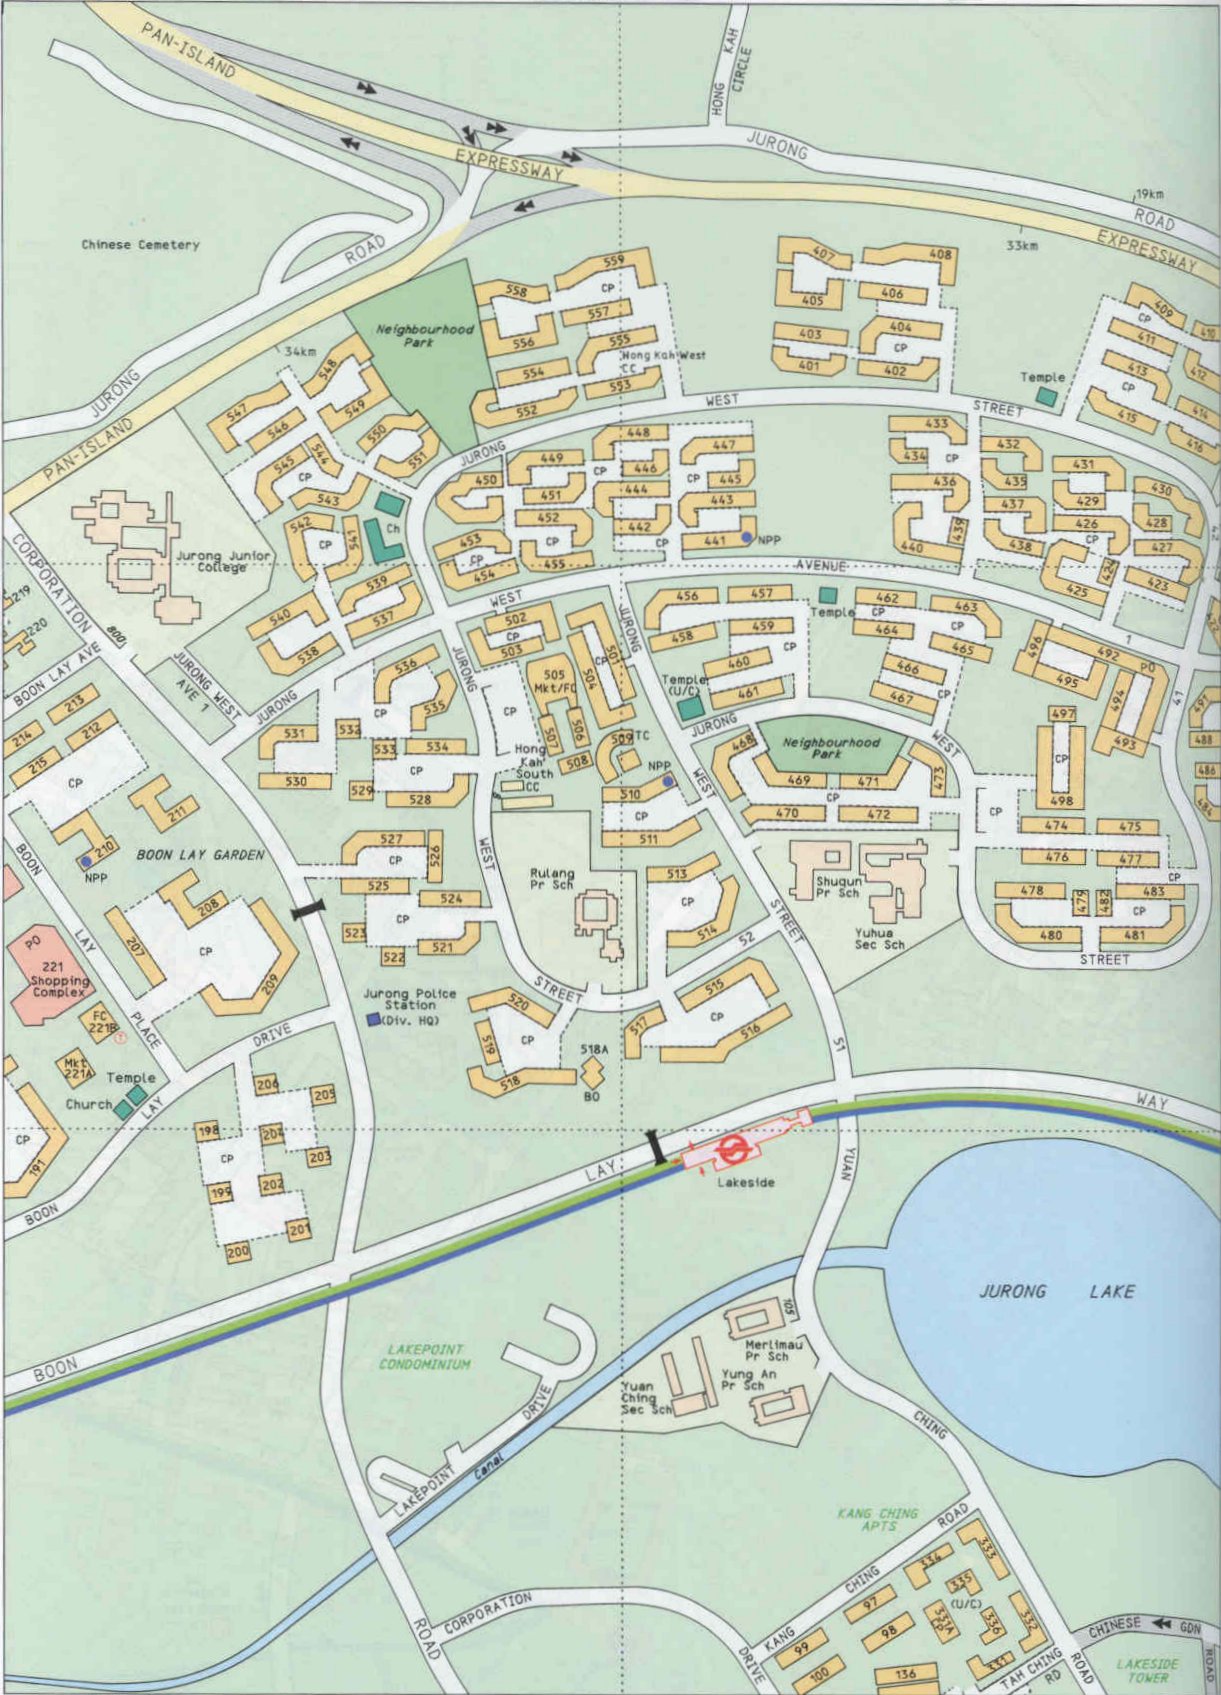 PAN-ISLAND
EXPRESSWAY
HONG KAH
CIRCLE
JURONG
ROAD
19km
33km
EXPRESSWAY
Chinese Cemetery
ROAD
JURONG
PAN-ISLAND
34km
Neighbourhood
Park
559
558
CP
557
556
555
554
Hong Kah West
CC
553
552
407
408
405
406
403
404
CP
401
402
409
CP
410
411
413
412
CP
415
414
416
Temple
JURONG
WEST
STREET
42
548
547
549
546
550
545
544
551
CP
543
542
CP
541
Ch
539
540
537
538
448
447
449
CP
446
450
CP
445
451
444
443
452
442
441
NPP
453
CP
CP
CP
454
455
433
434
CP
432
436
435
431
429
430
437
426
428
439
CP
427
440
438
424
425
423
422
Jurong Junior
College
CORPORATION
800
219
220
BOON LAY AVE
JURONG WEST
AVE 1
JURONG
WEST
AVENUE
1
213
214
212
215
CP
211
210
NPP
BOON LAY GARDEN
536
CP
535
532
531
533
534
CP
530
529
528
502
CP
503
501
CP
504
505
Mkt/FC
506
507
509
TC
508
CP
Hong
Kah
South
CC
NPP
510
CP
511
JURONG
WEST
STREET
52
JURONG
WEST
STREET
51
456
457
458
459
CP
460
461
Temple
(U/C)
Temple
462
CP
463
464
CP
465
466
467
CP
496
492
PO
495
494
493
41
491
488
486
484
JURONG
WEST
STREET
468
Neighbourhood
Park
469
471
473
CP
470
472
497
CP
498
CP
474
475
476
477
CP
478
479
482
483
CP
480
481
527
CP
526
525
524
CP
523
521
522
Rulang
Pr Sch
513
CP
514
Shuqun
Pr Sch
Yuhua
Sec Sch
515
CP
517
516
520
519
CP
518
518A
BO
Jurong Police
Station
(Div. HQ)
BOON
LAY
PLACE
208
207
CP
209
PO
221
Shopping
Complex
FC
221B
Mkt
221A
Temple
Church
BOON
LAY
DRIVE
CP
191
206
205
198
204
CP
203
199
202
201
200
BOON
LAY
WAY
Lakeside
YUAN
CHING
ROAD
JURONG LAKE
105
Merlimau
Pr Sch
Yung An
Pr Sch
Yuan
Ching
Sec Sch
LAKEPOINT
CONDOMINIUM
LAKEPOINT
DRIVE
Canal
ROAD
CORPORATION
DRIVE
KANG CHING
APTS
KANG
CHING
ROAD
333
334
335
(U/C)
97
331A
CP
336
332
98
99
100
331
136
TAH CHING
RD
CHINESE GDN
ROAD
LAKESIDE
TOWER